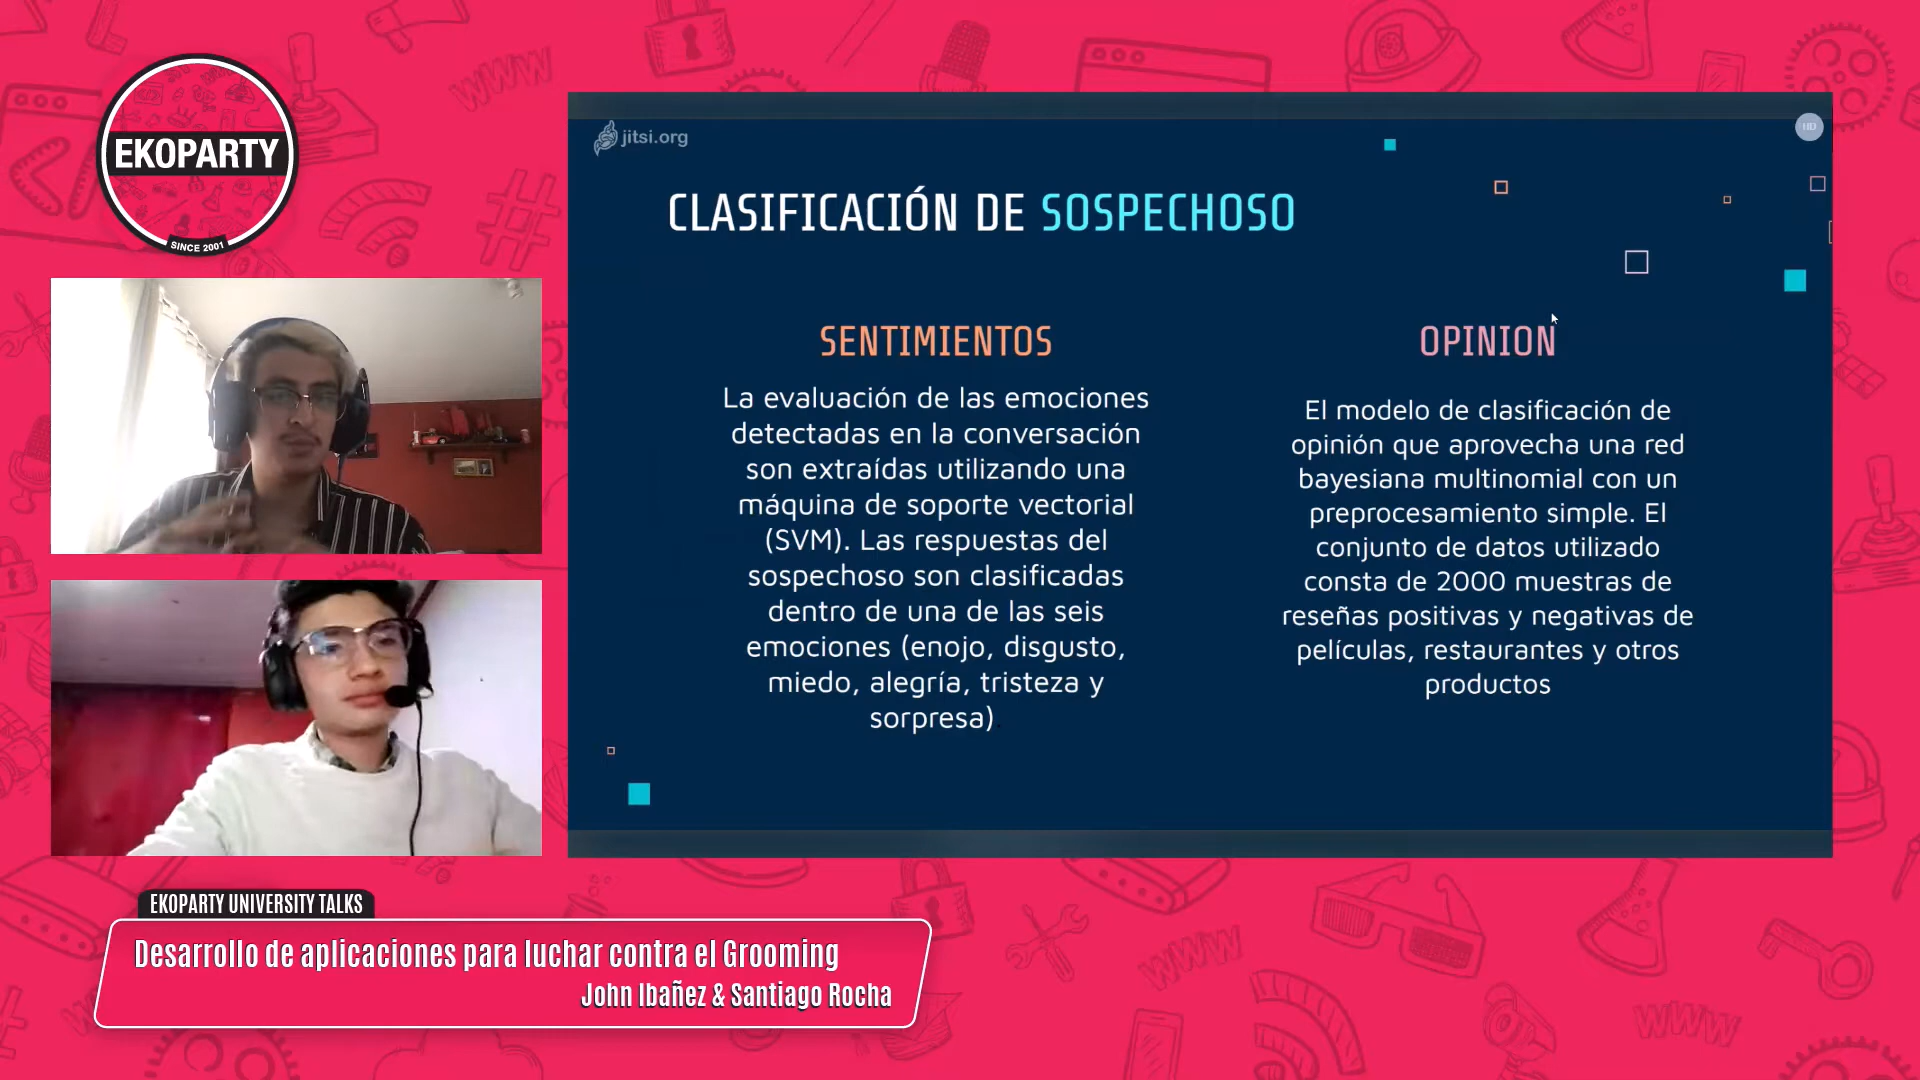 EKOPARTY
SINCE 2001
jitsi.org
HD
CLASIFICACIÓN DE SOSPECHOSO
SENTIMIENTOS
La evaluación de las emociones
detectadas en la conversación
son extraídas utilizando una
máquina de soporte vectorial
(SVM). Las respuestas del
sospechoso son clasificadas
dentro de una de las seis
emociones (enojo, disgusto,
miedo, alegría, tristeza y
sorpresa).
OPINION
El modelo de clasificación de
opinión que aprovecha una red
bayesiana multinomial con un
preprocesamiento simple. El
conjunto de datos utilizado
consta de 2000 muestras de
reseñas positivas y negativas de
películas, restaurantes y otros
productos
EKOPARTY UNIVERSITY TALKS
Desarrollo de aplicaciones para luchar contra el Grooming
John Ibañez & Santiago Rocha
www
www
www